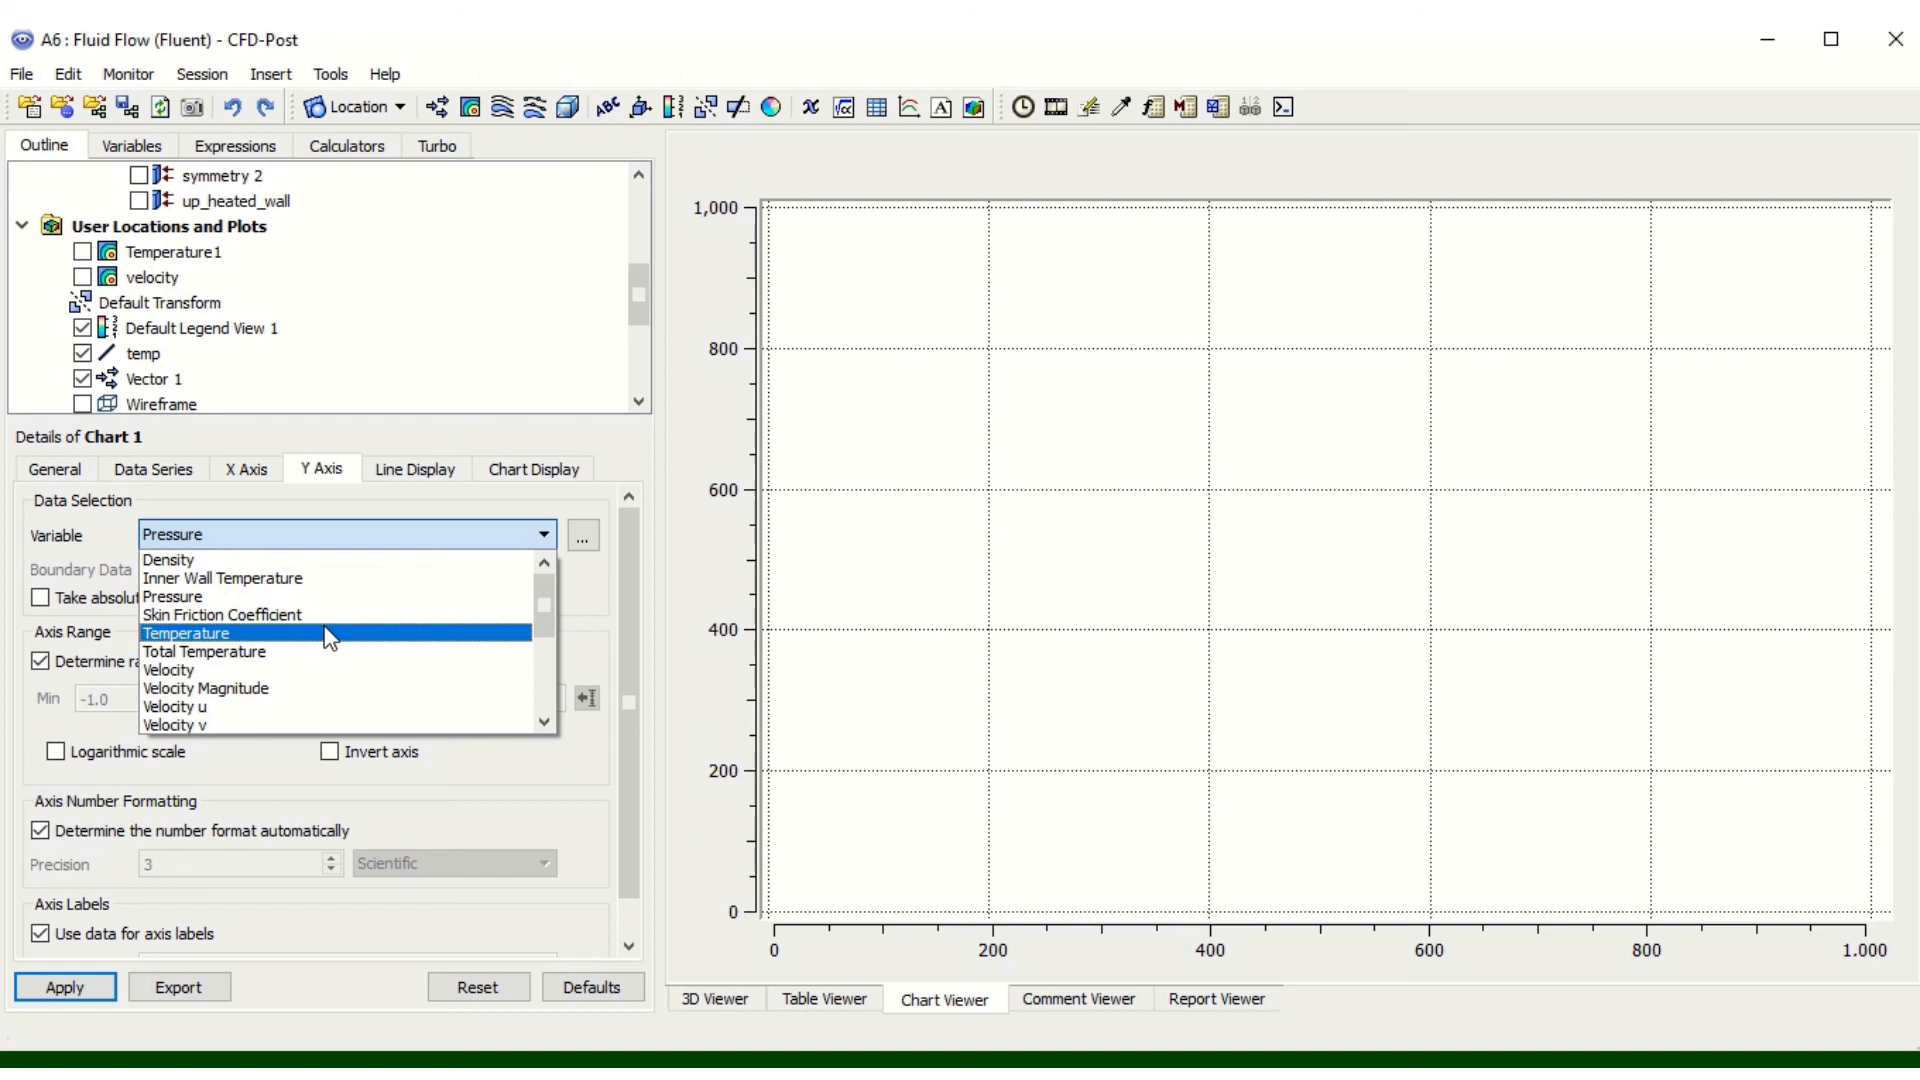 A6 : Fluid Flow (Fluent) - CFD-Post
File Edit Monitor Session Insert Tools Help
Location
Outline Variables Expressions Calculators Turbo
symmetry 2
up_heated_wall
User Locations and Plots
Temperature1
velocity
Default Transform
Default Legend View 1
temp
Vector 1
Wireframe
Details of Chart 1
General Data Series X Axis Y Axis Line Display Chart Display
Data Selection
Variable Pressure ...
Density
Inner Wall Temperature
Pressure
Skin Friction Coefficient
Temperature
Total Temperature
Velocity
Velocity Magnitude
Velocity u
Velocity v
Boundary Data
Take absolut
Axis Range
Determine ra
Min -1.0
Logarithmic scale Invert axis
Axis Number Formatting
Determine the number format automatically
Precision 3 Scientific
Axis Labels
Use data for axis labels
Apply Export Reset Defaults
1,000
800
600
400
200
0
0 200 400 600 800 1.000
3D Viewer Table Viewer Chart Viewer Comment Viewer Report Viewer